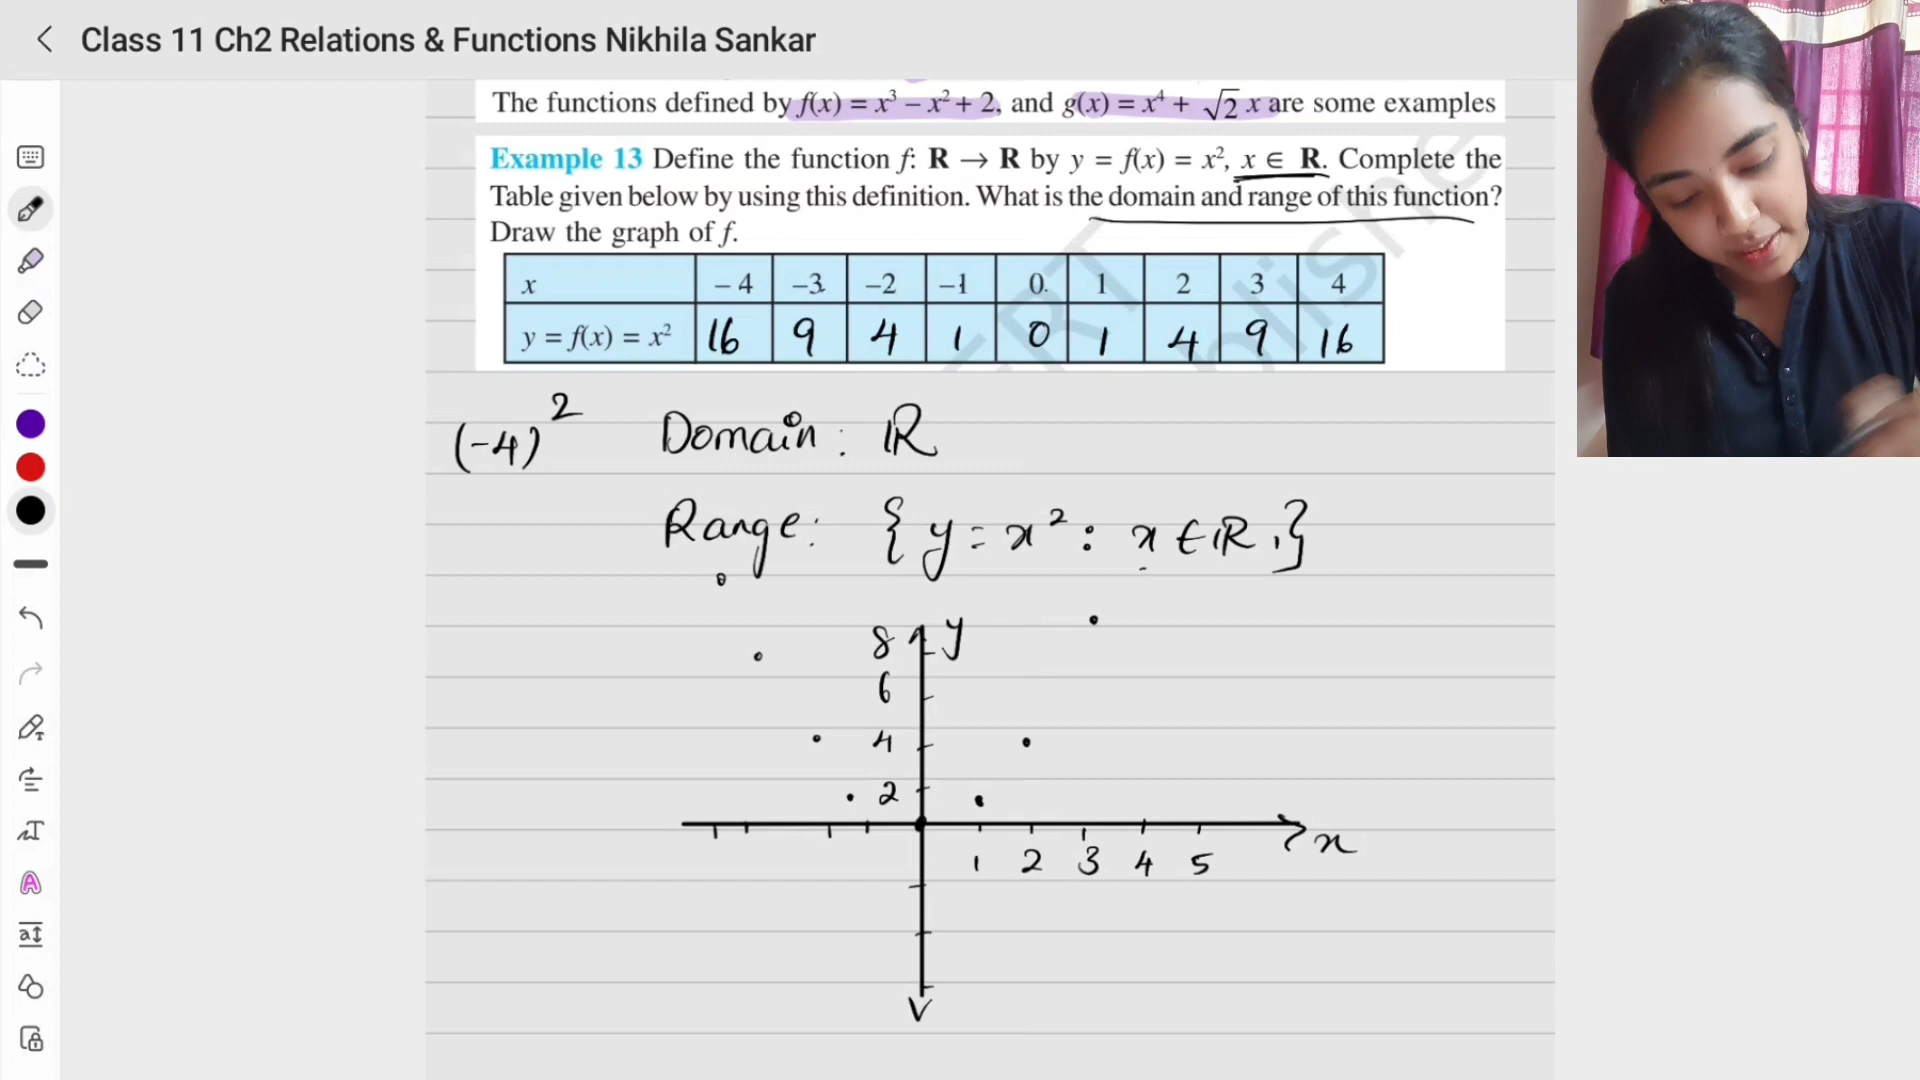 Class 11 Ch2 Relations & Functions Nikhila Sankar
The functions defined by f(x) = x³ – x² + 2, and g(x) = x⁴ + √2 x are some examples
Example 13 Define the function f: R → R by y = f(x) = x², x ∈ R. Complete the
Table given below by using this definition. What is the domain and range of this function?
Draw the graph of f.
x – 4 –3 –2 –1 0 1 2 3 4
y = f(x) = x² 16 9 4 1 0 1 4 9 16
(-4)² Domain : R
Range: { y = x² : x ∈ R, }
8 y
6
4
2
x
1 2 3 4 5